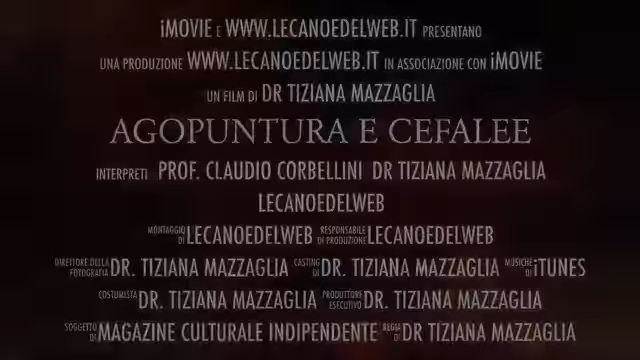 iMOVIE E WWW.LECANOEDELWEB.IT PRESENTANO
UNA PRODUZIONE WWW.LECANOEDELWEB.IT IN ASSOCIAZIONE CON iMOVIE
UN FILM DI DR TIZIANA MAZZAGLIA
AGOPUNTURA E CEFALEE
INTERPRETI PROF. CLAUDIO CORBELLINI DR TIZIANA MAZZAGLIA
LECANOEDELWEB
MONTAGGIO DI LECANOEDELWEB RESPONSABILE DI PRODUZIONE LECANOEDELWEB
DIRETTORE DELLA FOTOGRAFIA DR. TIZIANA MAZZAGLIA CASTING DI DR. TIZIANA MAZZAGLIA MUSICHE DI iTUNES
COSTUMISTA DR. TIZIANA MAZZAGLIA PRODUTTORE ESECUTIVO DR. TIZIANA MAZZAGLIA
SOGGETTO DI MAGAZINE CULTURALE INDIPENDENTE REGIA DI DR TIZIANA MAZZAGLIA